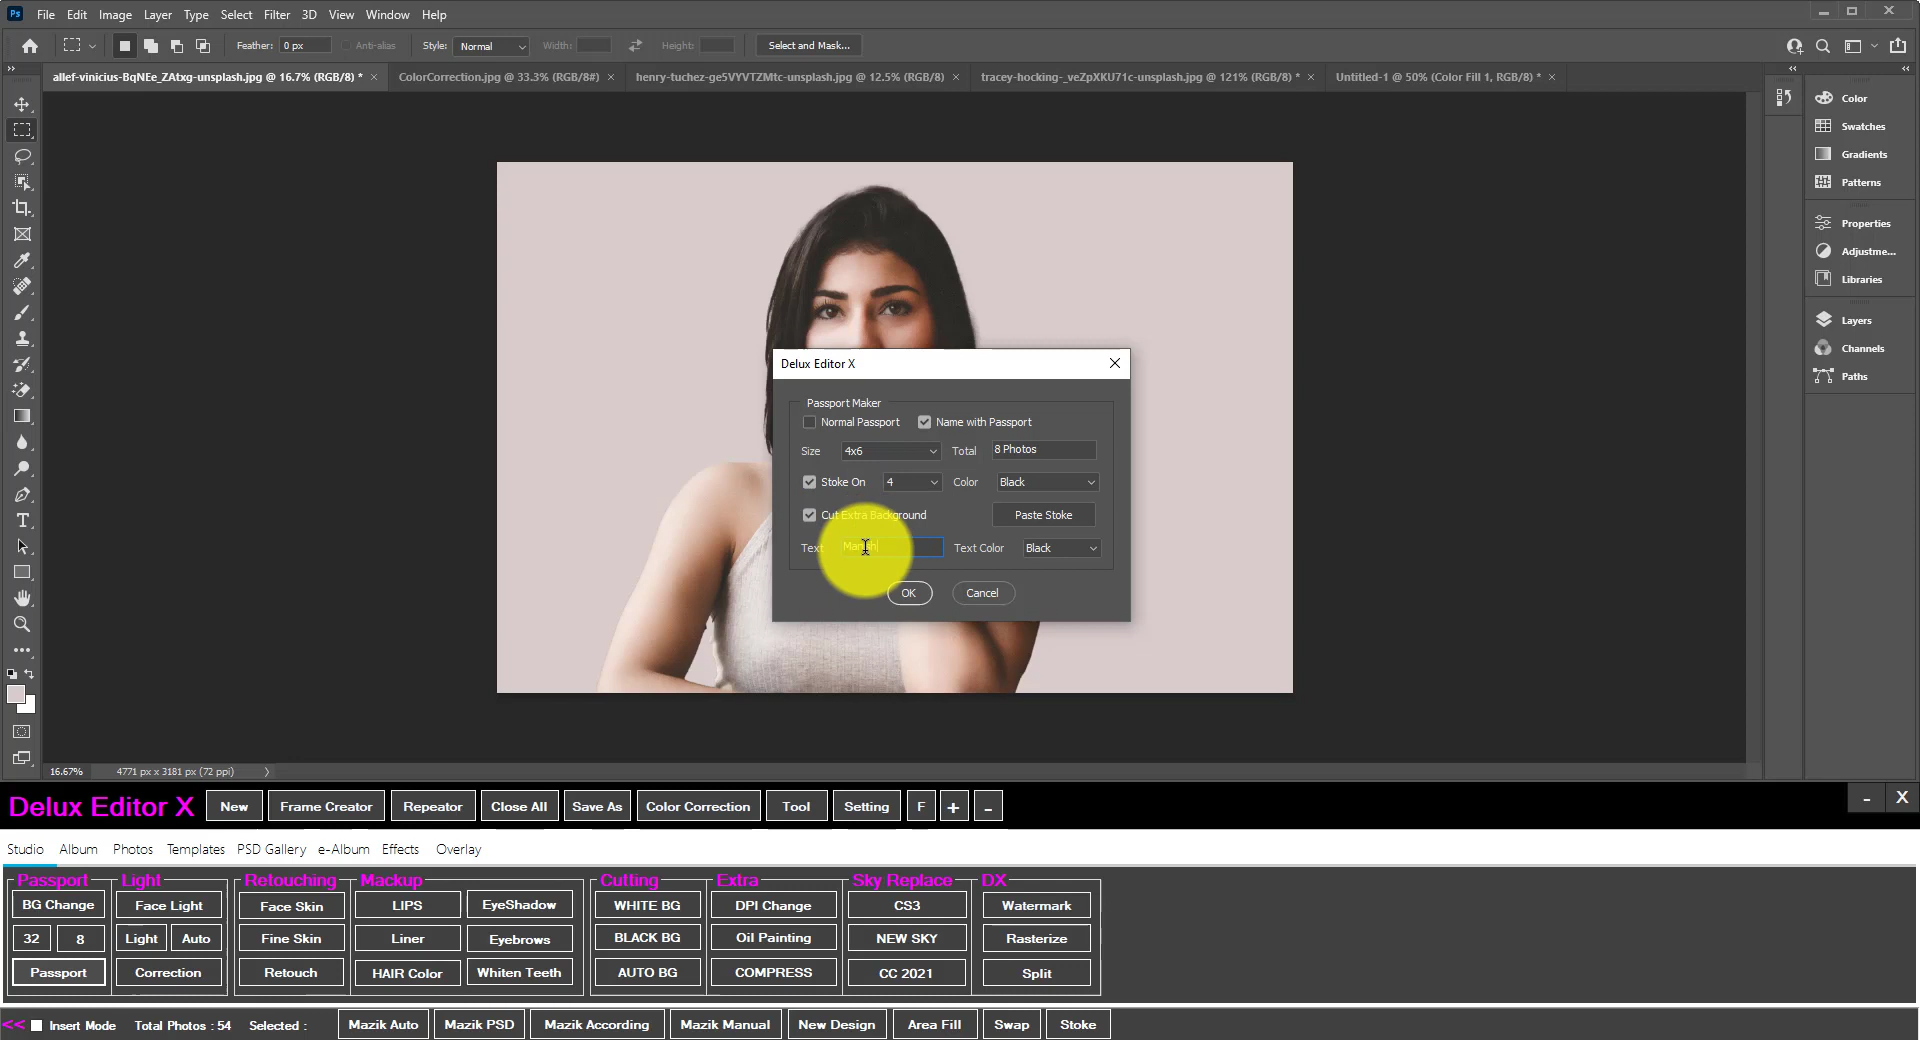 Ps File Edit Image Layer Type Select Filter 3D View Window Help
Feather: 0 px Anti-alias Style: Normal Width: Height: Select and Mask...
allef-vinicius-BqNEe_ZAtxg-unsplash.jpg @ 16.7% (RGB/8) * ColorCorrection.jpg @ 33.3% (RGB/8#) henry-tuchez-ge5VYVTZMtc-unsplash.jpg @ 12.5% (RGB/8) tracey-hocking-_veZpXKU71c-unsplash.jpg @ 121% (RGB/8) * Untitled-1 @ 50% (Color Fill 1, RGB/8) *
Color
Swatches
Gradients
Patterns
Properties
Adjustme...
Libraries
Layers
Channels
Paths
Delux Editor X
Passport Maker
Normal Passport Name with Passport
Size 4x6 Total 8 Photos
Stoke On 4 Color Black
Cut Extra Background Paste Stoke
Text Text Color Black
OK Cancel
16.67% 4771 px x 3181 px (72 ppi)
Delux Editor X New Frame Creator Repeator Close All Save As Color Correction Tool Setting F + - - X
Studio Album Photos Templates PSD Gallery e-Album Effects Overlay
Passport Light Retouching Mackup Cutting Extra Sky Replace DX
BG Change Face Light Face Skin LIPS EyeShadow WHITE BG DPI Change CS3 Watermark
32 8 Light Auto Fine Skin Liner Eyebrows BLACK BG Oil Painting NEW SKY Rasterize
Passport Correction Retouch HAIR Color Whiten Teeth AUTO BG COMPRESS CC 2021 Split
<< Insert Mode Total Photos : 54 Selected : Mazik Auto Mazik PSD Mazik According Mazik Manual New Design Area Fill Swap Stoke